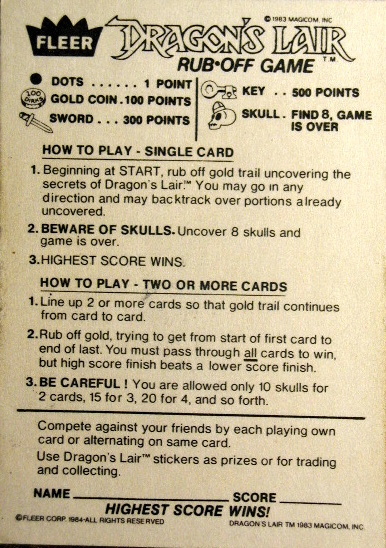 © 1983 MAGICOM, INC
FLEER DRAGON'S LAIR TM
RUB•OFF GAME
DOTS ...... 1 POINT
GOLD COIN . 100 POINTS
SWORD ... 300 POINTS
KEY .. 500 POINTS
SKULL . FIND 8, GAME
IS OVER
HOW TO PLAY - SINGLE CARD
1. Beginning at START, rub off gold trail uncovering the
secrets of Dragon's Lair.™ You may go in any
direction and may backtrack over portions already
uncovered.
2. BEWARE OF SKULLS. Uncover 8 skulls and
game is over.
3. HIGHEST SCORE WINS.
HOW TO PLAY - TWO OR MORE CARDS
1. Line up 2 or more cards so that gold trail continues
from card to card.
2. Rub off gold, trying to get from start of first card to
end of last. You must pass through all cards to win,
but high score finish beats a lower score finish.
3. BE CAREFUL ! You are allowed only 10 skulls for
2 cards, 15 for 3, 20 for 4, and so forth.
Compete against your friends by each playing own
card or alternating on same card.
Use Dragon's Lair™ stickers as prizes or for trading
and collecting.
NAME SCORE
HIGHEST SCORE WINS!
© FLEER CORP. 1984-ALL RIGHTS RESERVED DRAGON'S LAIR TM 1983 MAGICOM, INC.